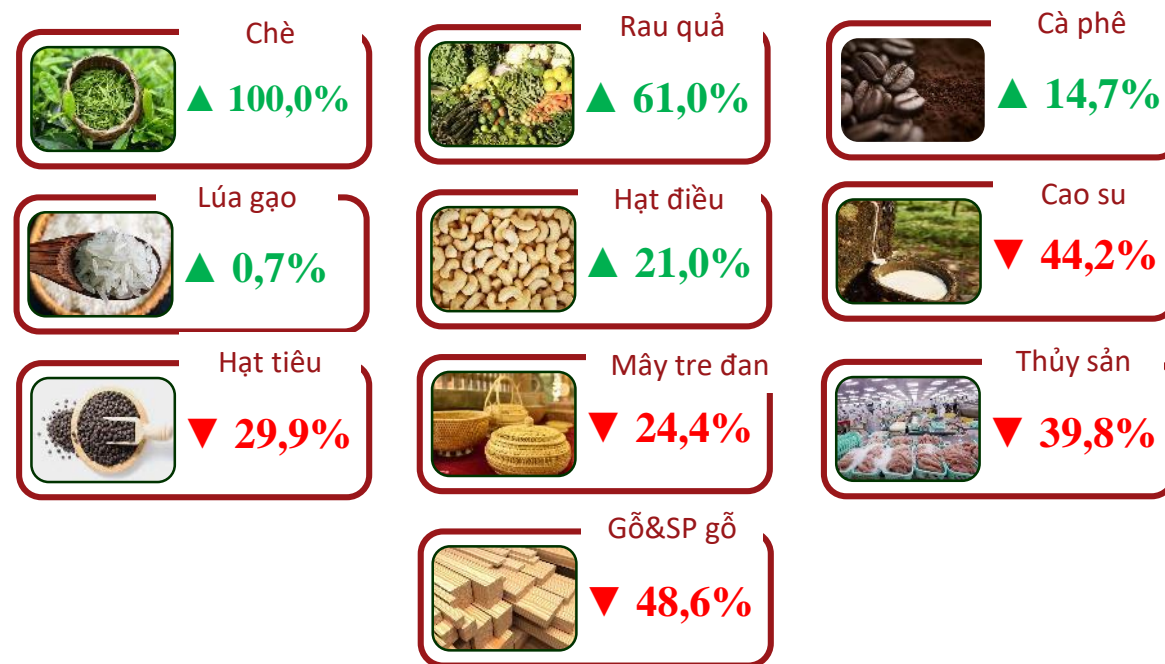 Chè
▲ 100,0%
Rau quả
▲ 61,0%
Cà phê
▲ 14,7%
Lúa gạo
▲ 0,7%
Hạt điều
▲ 21,0%
Cao su
▼ 44,2%
Hạt tiêu
▼ 29,9%
Mây tre đan
▼ 24,4%
Thủy sản
▼ 39,8%
Gỗ&SP gỗ
▼ 48,6%